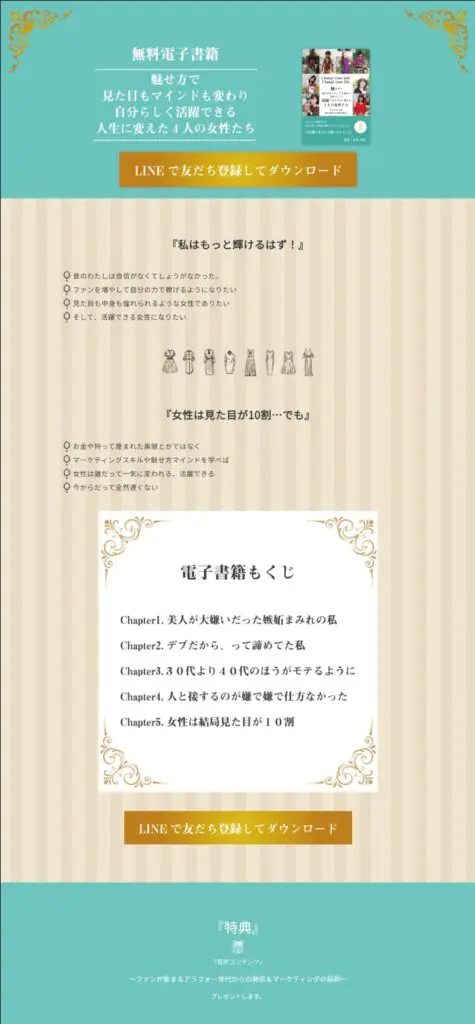 無料電子書籍
魅せ方で
見た目もマインドも変わり
自分らしく活躍できる
人生に変えた４人の女性たち
Change your look,
Change your life.
LINEで友だち登録してダウンロード
『私はもっと輝けるはず！』
昔のわたしは自信がなくてしょうがなかった。
ファンを増やして自分の力で稼げるようになりたい
見た目も中身も憧れられるような女性でありたい
そして、活躍できる女性になりたい
『女性は見た目が10割…でも』
お金や持って産まれた美貌とかではなく
マーケティングスキルや魅せ方マインドを学べば
女性は誰だって一気に変われる、活躍できる
今からだって全然遅くない
電子書籍もくじ
Chapter1. 美人が大嫌いだった嫉妬まみれの私
Chapter2. デブだから、って諦めてた私
Chapter3.３０代より４０代のほうがモテるように
Chapter4. 人と接するのが嫌で嫌で仕方なかった
Chapter5. 女性は結局見た目が１０割
LINEで友だち登録してダウンロード
『特典』
『音声コンテンツ』
〜ファンが集まるアラフォー世代からの発信＆マーケティングの秘訣〜
プレゼントします。